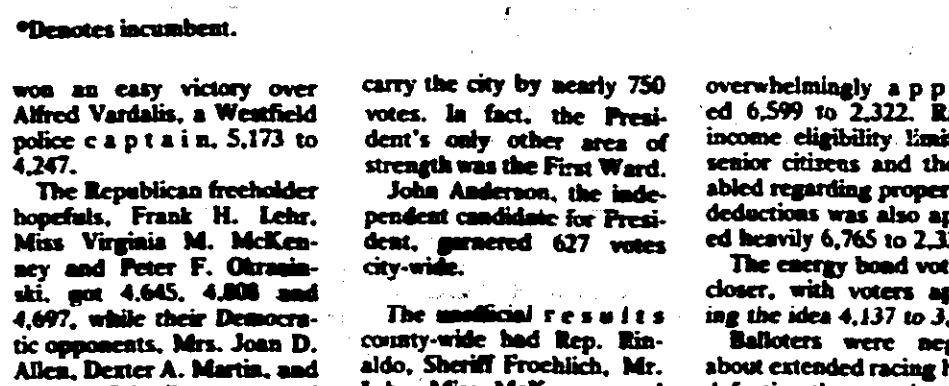 *Denotes incumbent.
won an easy victory over
Alfred Vardalis, a Westfield
police c a p t a i n, 5,173 to
4,247.
The Republican freeholder
hopefuls, Frank H. Lehr,
Miss Virginia M. McKen-
ney and Peter F. Okrasin-
ski, got 4,645, 4,808 and
4,697, while their Democra-
tic opponents, Mrs. Joan D.
Allen, Dexter A. Martin, and
carry the city by nearly 750
votes. In fact, the Presi-
dent's only other area of
strength was the First Ward.
John Anderson, the inde-
pendent candidate for Presi-
dent, garnered 627 votes
city-wide.
The unofficial r e s u l t s
county-wide had Rep. Rin-
aldo, Sheriff Froehlich, Mr.
overwhelmingly a p p
ed 6,599 to 2,322. R
income eligibility limi
senior citizens and th
abled regarding proper
deductions was also a
ed heavily 6,765 to 2,3
The energy bond vot
closer, with voters a
ing the idea 4,137 to 3,
Balloters were ne
about extended racing